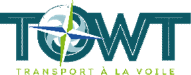 TOWT
TRANSPORT À LA VOILE